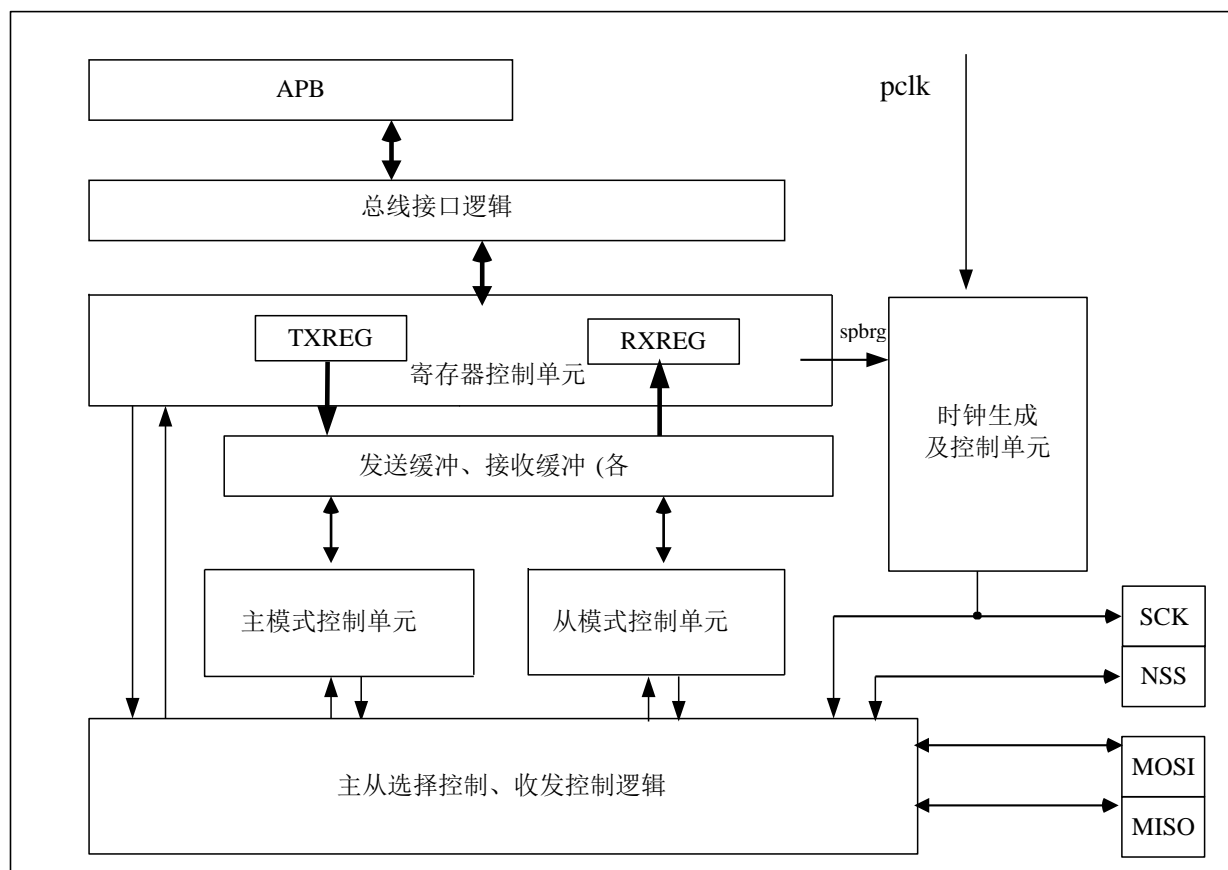 APB
pclk
总线接口逻辑
TXREG
RXREG
spbrg
寄存器控制单元
时钟生成
及控制单元
发送缓冲、接收缓冲 (各
主模式控制单元
从模式控制单元
SCK
NSS
主从选择控制、收发控制逻辑
MOSI
MISO